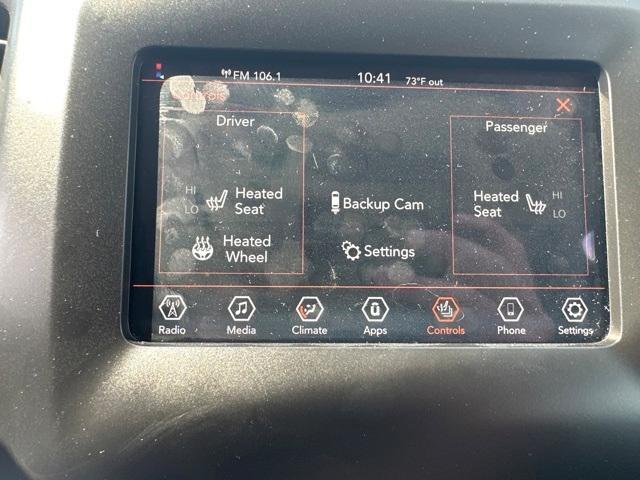 FM 106.1 10:41 73°F out
Controls
Driver
HI
LO
Heated
Seat
Heated
Wheel
Backup Cam
Settings
Passenger
Heated
Seat
HI
LO
Radio Media Climate Apps Controls Phone Settings